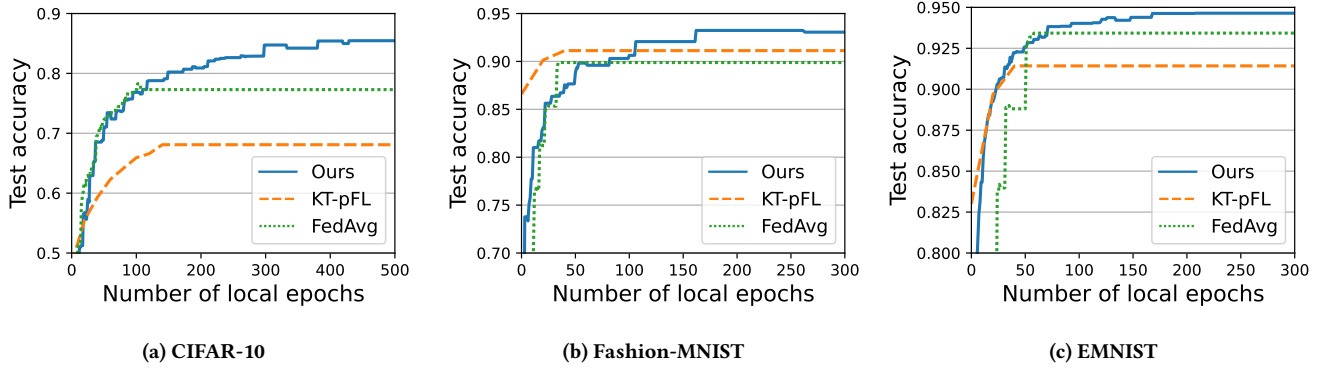 0.9
0.8
0.7
0.6
0.5
Test accuracy
0 100 200 300 400 500
Number of local epochs
Ours
KT-pFL
FedAvg
(a) CIFAR-10
0.95
0.90
0.85
0.80
0.75
0.70
Test accuracy
0 50 100 150 200 250 300
Number of local epochs
Ours
KT-pFL
FedAvg
(b) Fashion-MNIST
0.950
0.925
0.900
0.875
0.850
0.825
0.800
Test accuracy
0 50 100 150 200 250 300
Number of local epochs
Ours
KT-pFL
FedAvg
(c) EMNIST